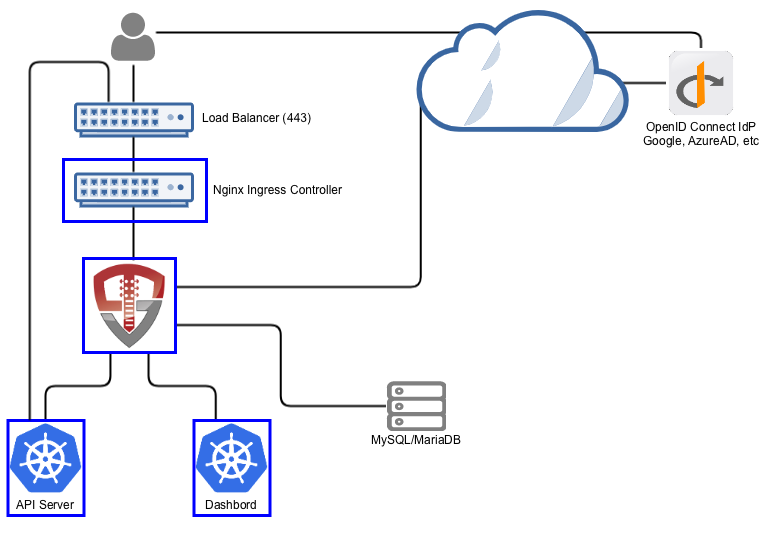 Load Balancer (443)
OpenID Connect IdP
Google, AzureAD, etc
Nginx Ingress Controller
MySQL/MariaDB
API Server
Dashbord